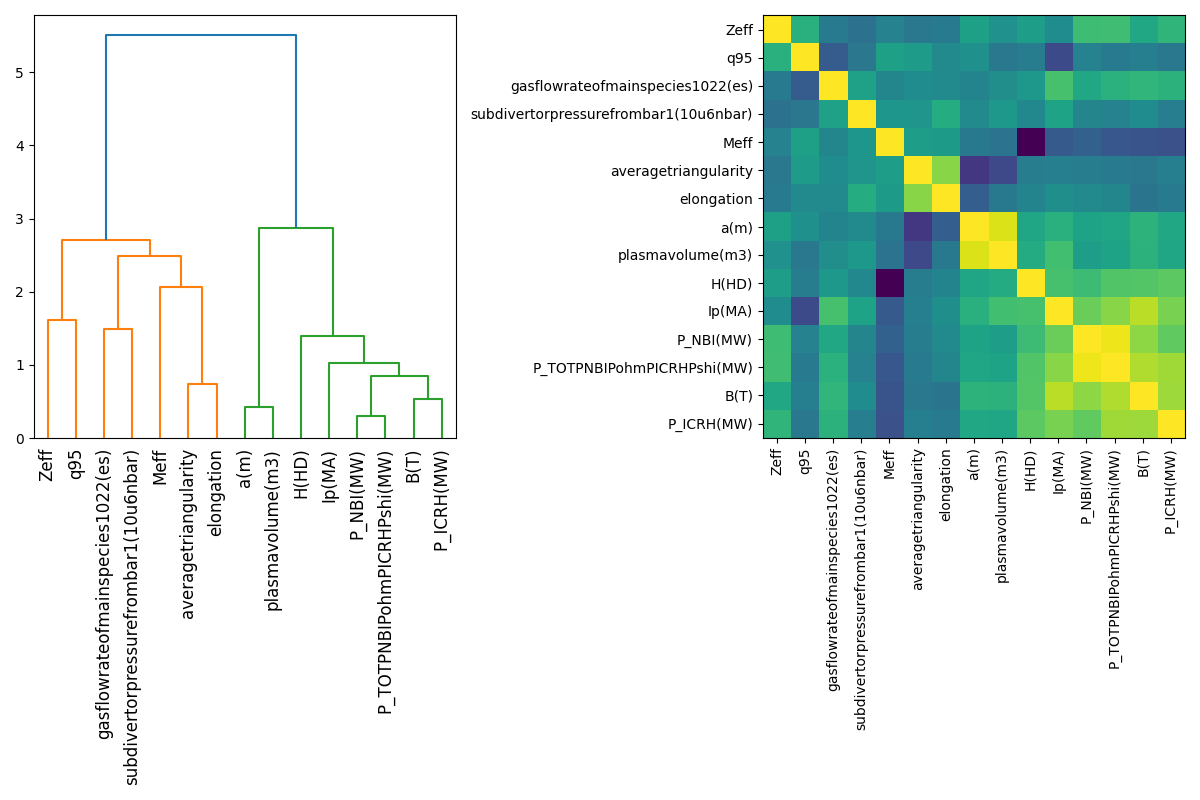 5
4
3
2
1
0
Zeff
q95
gasflowrateofmainspecies1022(es)
subdivertorpressurefrombar1(10u6nbar)
Meff
averagetriangularity
elongation
a(m)
plasmavolume(m3)
H(HD)
Ip(MA)
P_NBI(MW)
P_TOTPNBIPohmPICRHPshi(MW)
B(T)
P_ICRH(MW)
Zeff
q95
gasflowrateofmainspecies1022(es)
subdivertorpressurefrombar1(10u6nbar)
Meff
averagetriangularity
elongation
a(m)
plasmavolume(m3)
H(HD)
Ip(MA)
P_NBI(MW)
P_TOTPNBIPohmPICRHPshi(MW)
B(T)
P_ICRH(MW)
Zeff
q95
gasflowrateofmainspecies1022(es)
subdivertorpressurefrombar1(10u6nbar)
Meff
averagetriangularity
elongation
a(m)
plasmavolume(m3)
H(HD)
Ip(MA)
P_NBI(MW)
P_TOTPNBIPohmPICRHPshi(MW)
B(T)
P_ICRH(MW)